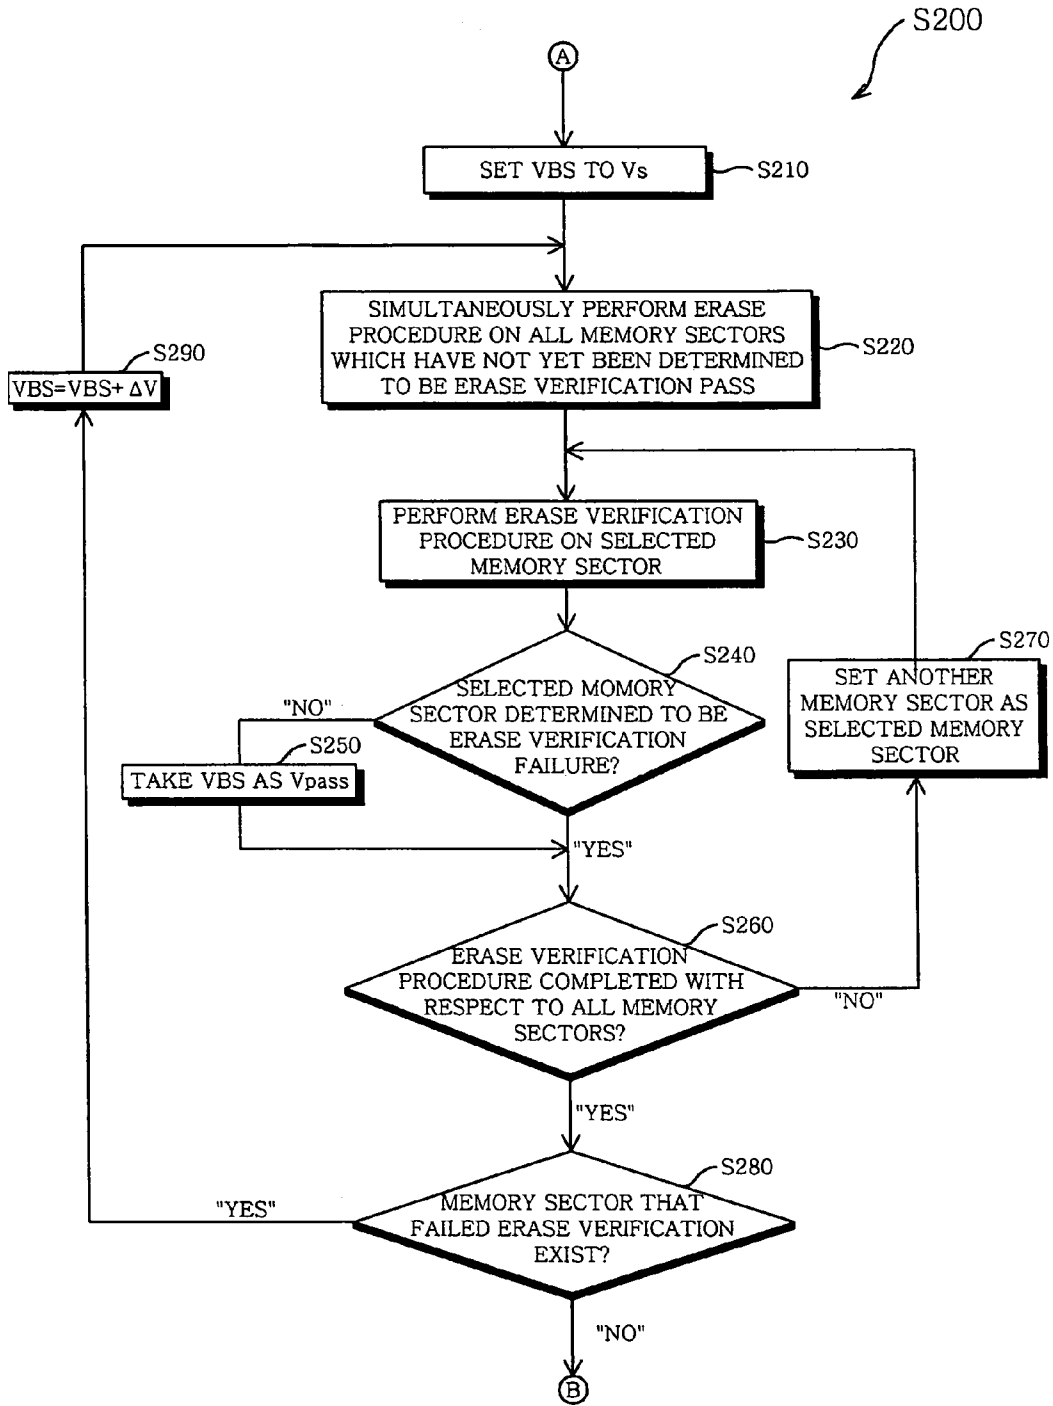 S200
A
SET VBS TO Vs
S210
SIMULTANEOUSLY PERFORM ERASE
PROCEDURE ON ALL MEMORY SECTORS
WHICH HAVE NOT YET BEEN DETERMINED
TO BE ERASE VERIFICATION PASS
S220
S290
VBS=VBS+ ΔV
PERFORM ERASE VERIFICATION
PROCEDURE ON SELECTED
MEMORY SECTOR
S230
S240
SELECTED MOMORY
SECTOR DETERMINED TO BE
ERASE VERIFICATION
FAILURE?
"NO"
S250
TAKE VBS AS Vpass
"YES"
S270
SET ANOTHER
MEMORY SECTOR AS
SELECTED MEMORY
SECTOR
S260
ERASE VERIFICATION
PROCEDURE COMPLETED WITH
RESPECT TO ALL MEMORY
SECTORS?
"NO"
"YES"
S280
MEMORY SECTOR THAT
FAILED ERASE VERIFICATION
EXIST?
"YES"
"NO"
B